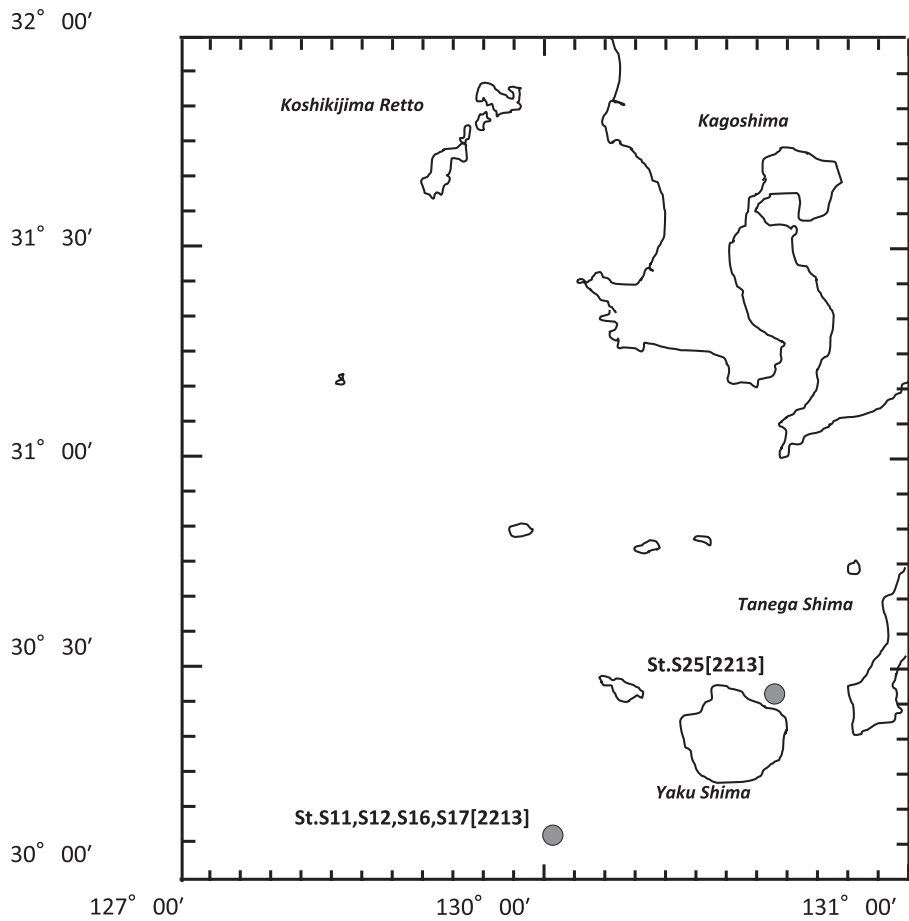 32° 00′
Koshikijima Retto
Kagoshima
31° 30′
31° 00′
Tanega Shima
30° 30′
St.S25[2213]
Yaku Shima
St.S11,S12,S16,S17[2213]
30° 00′
127° 00′ 130° 00′ 131° 00′